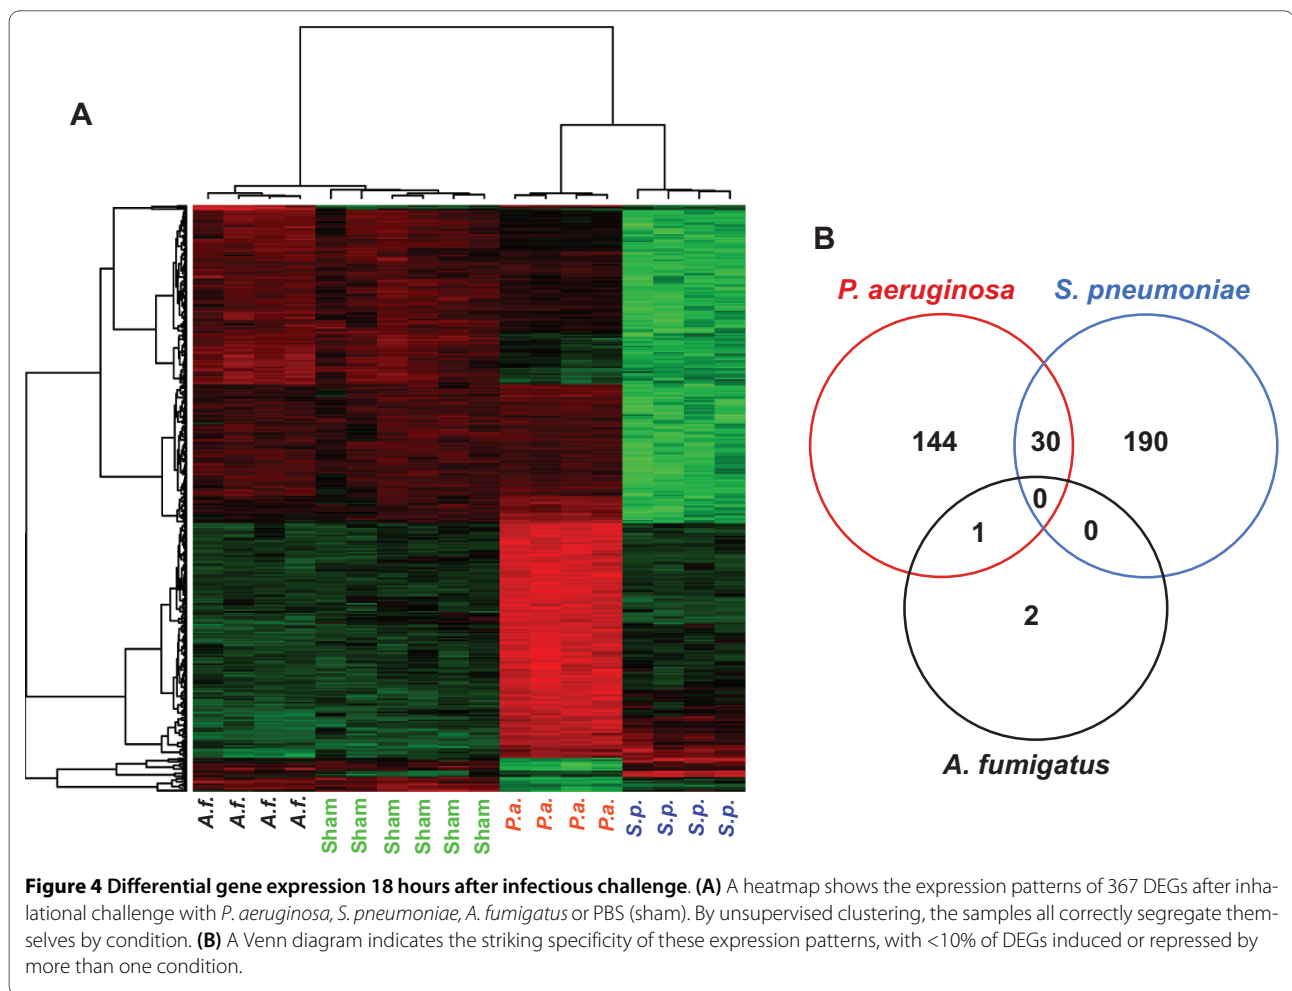 A
B
P. aeruginosa S. pneumoniae
144 30 190
0
1 0
2
A. fumigatus
A.f. A.f. A.f. A.f. Sham Sham Sham Sham Sham Sham P.a. P.a. P.a. P.a. S.p. S.p. S.p. S.p.
Figure 4 Differential gene expression 18 hours after infectious challenge. (A) A heatmap shows the expression patterns of 367 DEGs after inha-
lational challenge with P. aeruginosa, S. pneumoniae, A. fumigatus or PBS (sham). By unsupervised clustering, the samples all correctly segregate them-
selves by condition. (B) A Venn diagram indicates the striking specificity of these expression patterns, with <10% of DEGs induced or repressed by
more than one condition.